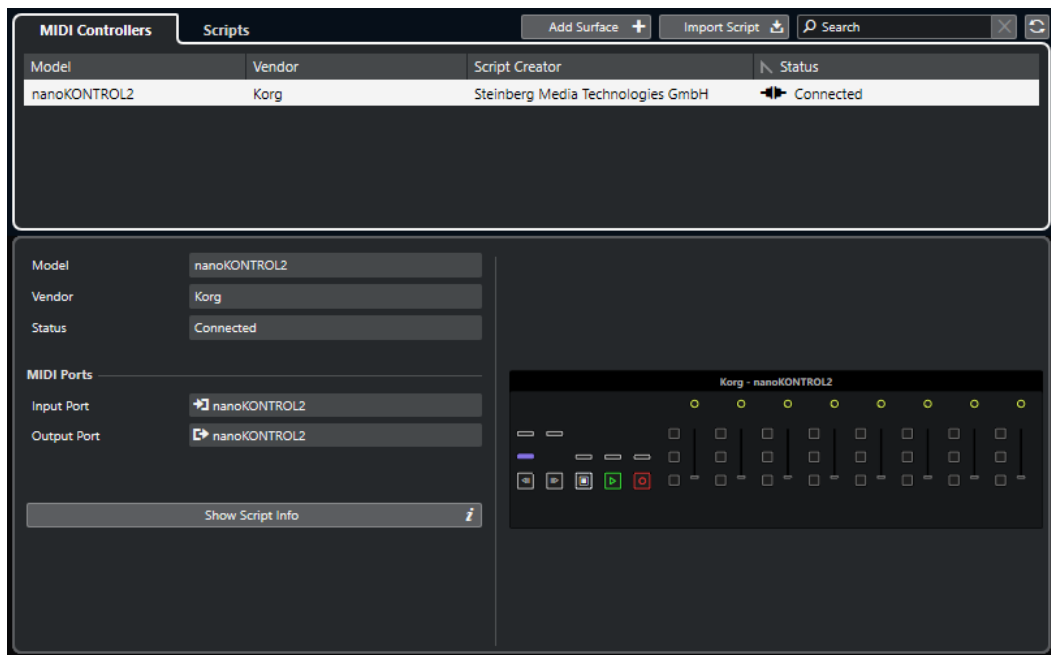 MIDI Controllers Scripts Add Surface Import Script Search
Model Vendor Script Creator Status
nanoKONTROL2 Korg Steinberg Media Technologies GmbH Connected
Model nanoKONTROL2
Vendor Korg
Status Connected
MIDI Ports
Input Port nanoKONTROL2
Output Port nanoKONTROL2
Show Script Info i
Korg - nanoKONTROL2